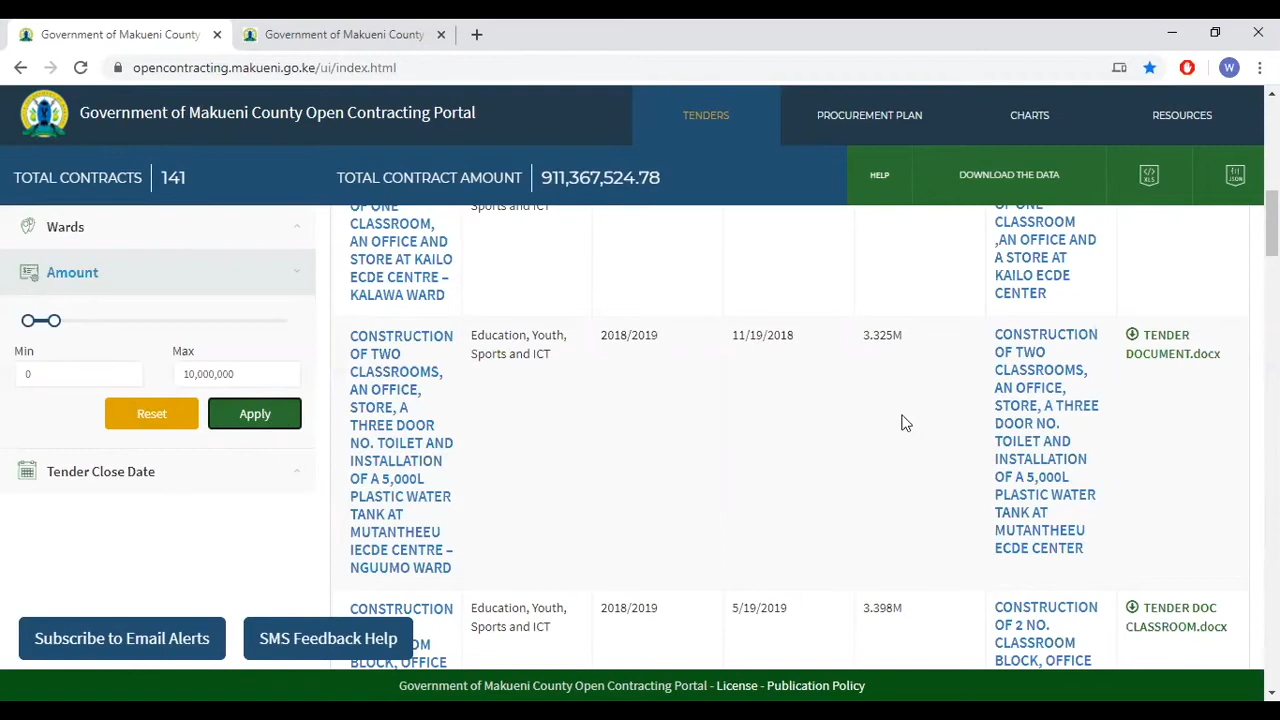 Government of Makueni County
Government of Makueni County
opencontracting.makueni.go.ke/ui/index.html
W
Government of Makueni County Open Contracting Portal
TENDERS
PROCUREMENT PLAN
CHARTS
RESOURCES
TOTAL CONTRACTS 141
TOTAL CONTRACT AMOUNT 911,367,524.78
HELP
DOWNLOAD THE DATA
XLS
JSON
Wards
Amount
Min
Max
0
10,000,000
Reset
Apply
Tender Close Date
OF ONE
CLASSROOM,
AN OFFICE AND
STORE AT KAILO
ECDE CENTRE –
KALAWA WARD
Sports and ICT
OF ONE
CLASSROOM
,AN OFFICE AND
A STORE AT
KAILO ECDE
CENTER
CONSTRUCTION
OF TWO
CLASSROOMS,
AN OFFICE,
STORE, A
THREE DOOR
NO. TOILET AND
INSTALLATION
OF A 5,000L
PLASTIC WATER
TANK AT
MUTANTHEEU
IECDE CENTRE –
NGUUMO WARD
Education, Youth,
Sports and ICT
2018/2019
11/19/2018
3.325M
CONSTRUCTION
OF TWO
CLASSROOMS,
AN OFFICE,
STORE, A THREE
DOOR NO.
TOILET AND
INSTALLATION
OF A 5,000L
PLASTIC WATER
TANK AT
MUTANTHEEU
ECDE CENTER
TENDER
DOCUMENT.docx
CONSTRUCTION
OM
BLOCK, OFFICE
Education, Youth,
Sports and ICT
2018/2019
5/19/2019
3.398M
CONSTRUCTION
OF 2 NO.
CLASSROOM
BLOCK, OFFICE
TENDER DOC
CLASSROOM.docx
Subscribe to Email Alerts
SMS Feedback Help
Government of Makueni County Open Contracting Portal - License - Publication Policy